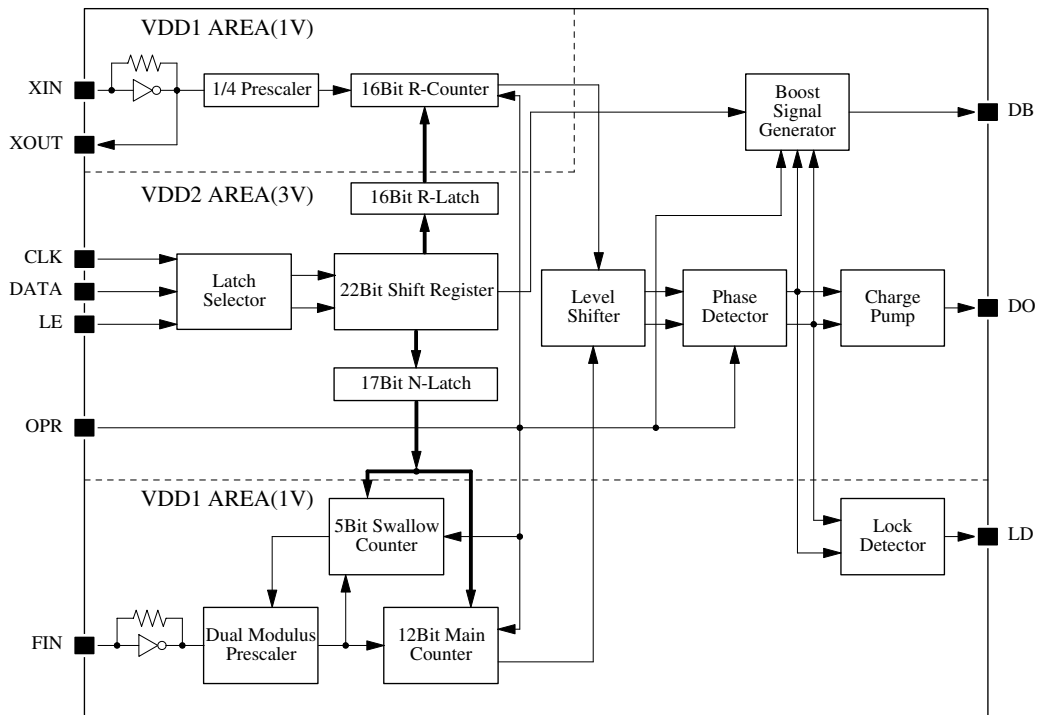 VDD1 AREA(1V)
XIN
1/4 Prescaler
16Bit R-Counter
Boost
Signal
Generator
DB
XOUT
VDD2 AREA(3V)
16Bit R-Latch
CLK
DATA
LE
Latch
Selector
22Bit Shift Register
Level
Shifter
Phase
Detector
Charge
Pump
DO
17Bit N-Latch
OPR
VDD1 AREA(1V)
5Bit Swallow
Counter
Lock
Detector
LD
FIN
Dual Modulus
Prescaler
12Bit Main
Counter